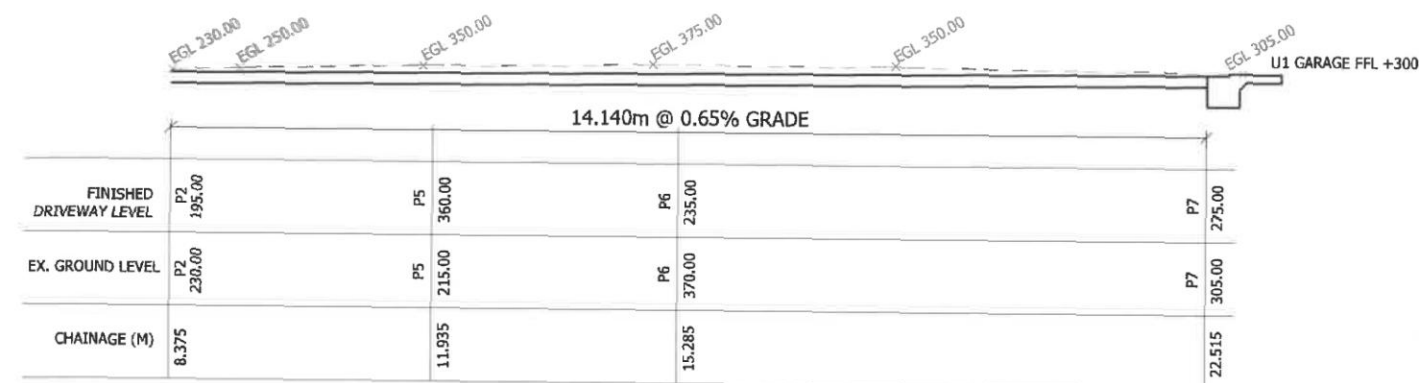 EGL 230.00
EGL 250.00
EGL 350.00
EGL 375.00
EGL 350.00
EGL 305.00
U1 GARAGE FFL +300
14.140m @ 0.65% GRADE
FINISHED
DRIVEWAY LEVEL
P2
195.00
P5
360.00
P6
235.00
P7
275.00
EX. GROUND LEVEL
P2
230.00
P5
215.00
P6
370.00
P7
305.00
CHAINAGE (M)
8.375
11.935
15.285
22.515